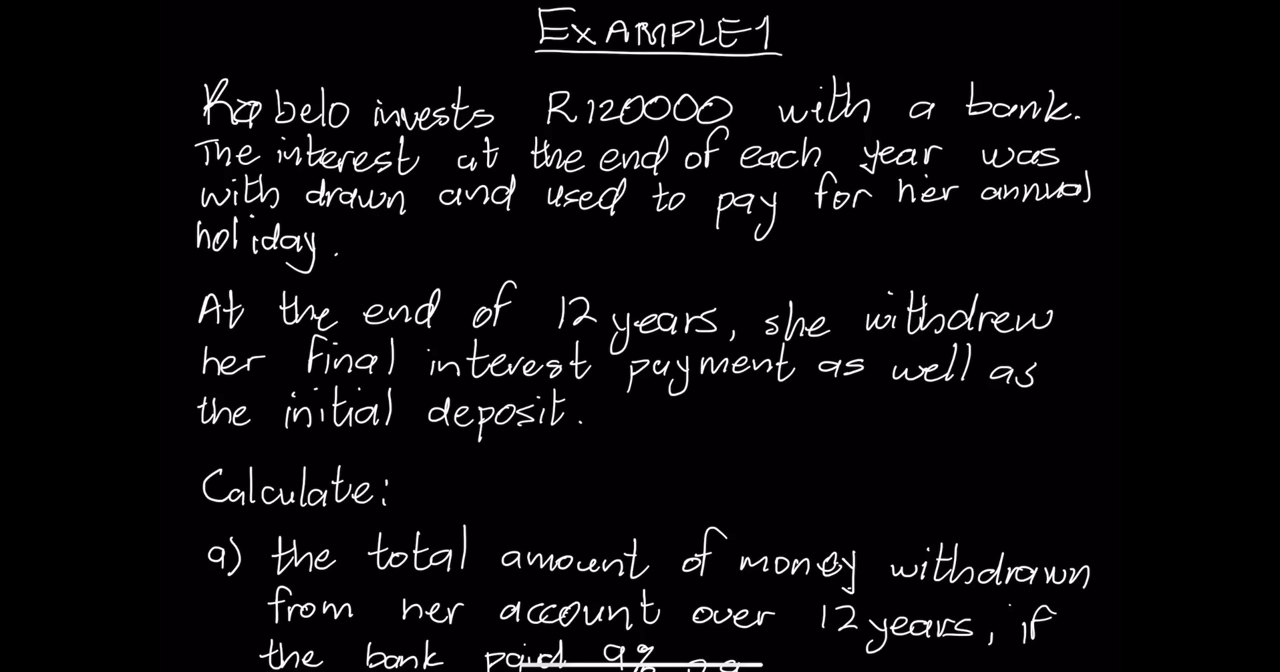 EXAMPLE 1
Rabelo invests R120000 with a bank.
The interest at the end of each year was
with drawn and used to pay for her annual
holiday.
At the end of 12 years, she withdrew
her final interest payment as well as
the initial deposit.
Calculate:
a) the total amount of money withdrawn
from her account over 12 years, if
the bank paid 9%